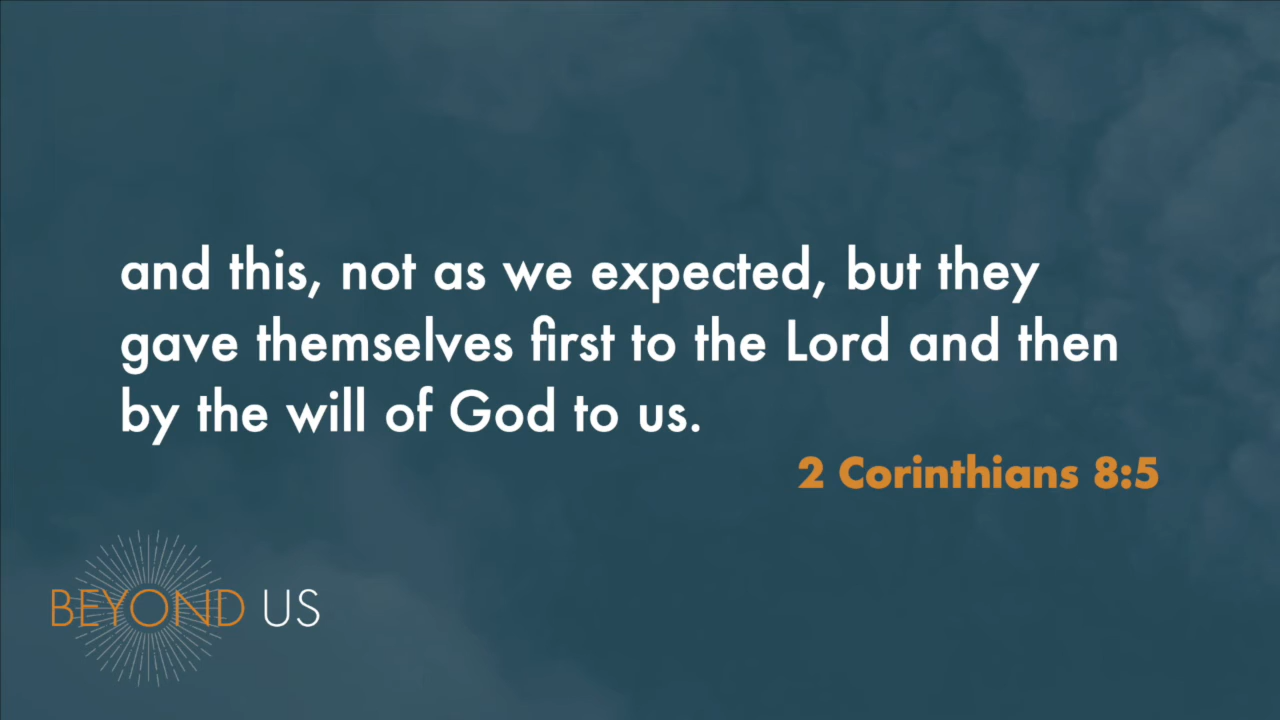 and this, not as we expected, but they
gave themselves first to the Lord and then
by the will of God to us.
2 Corinthians 8:5
BEYOND US